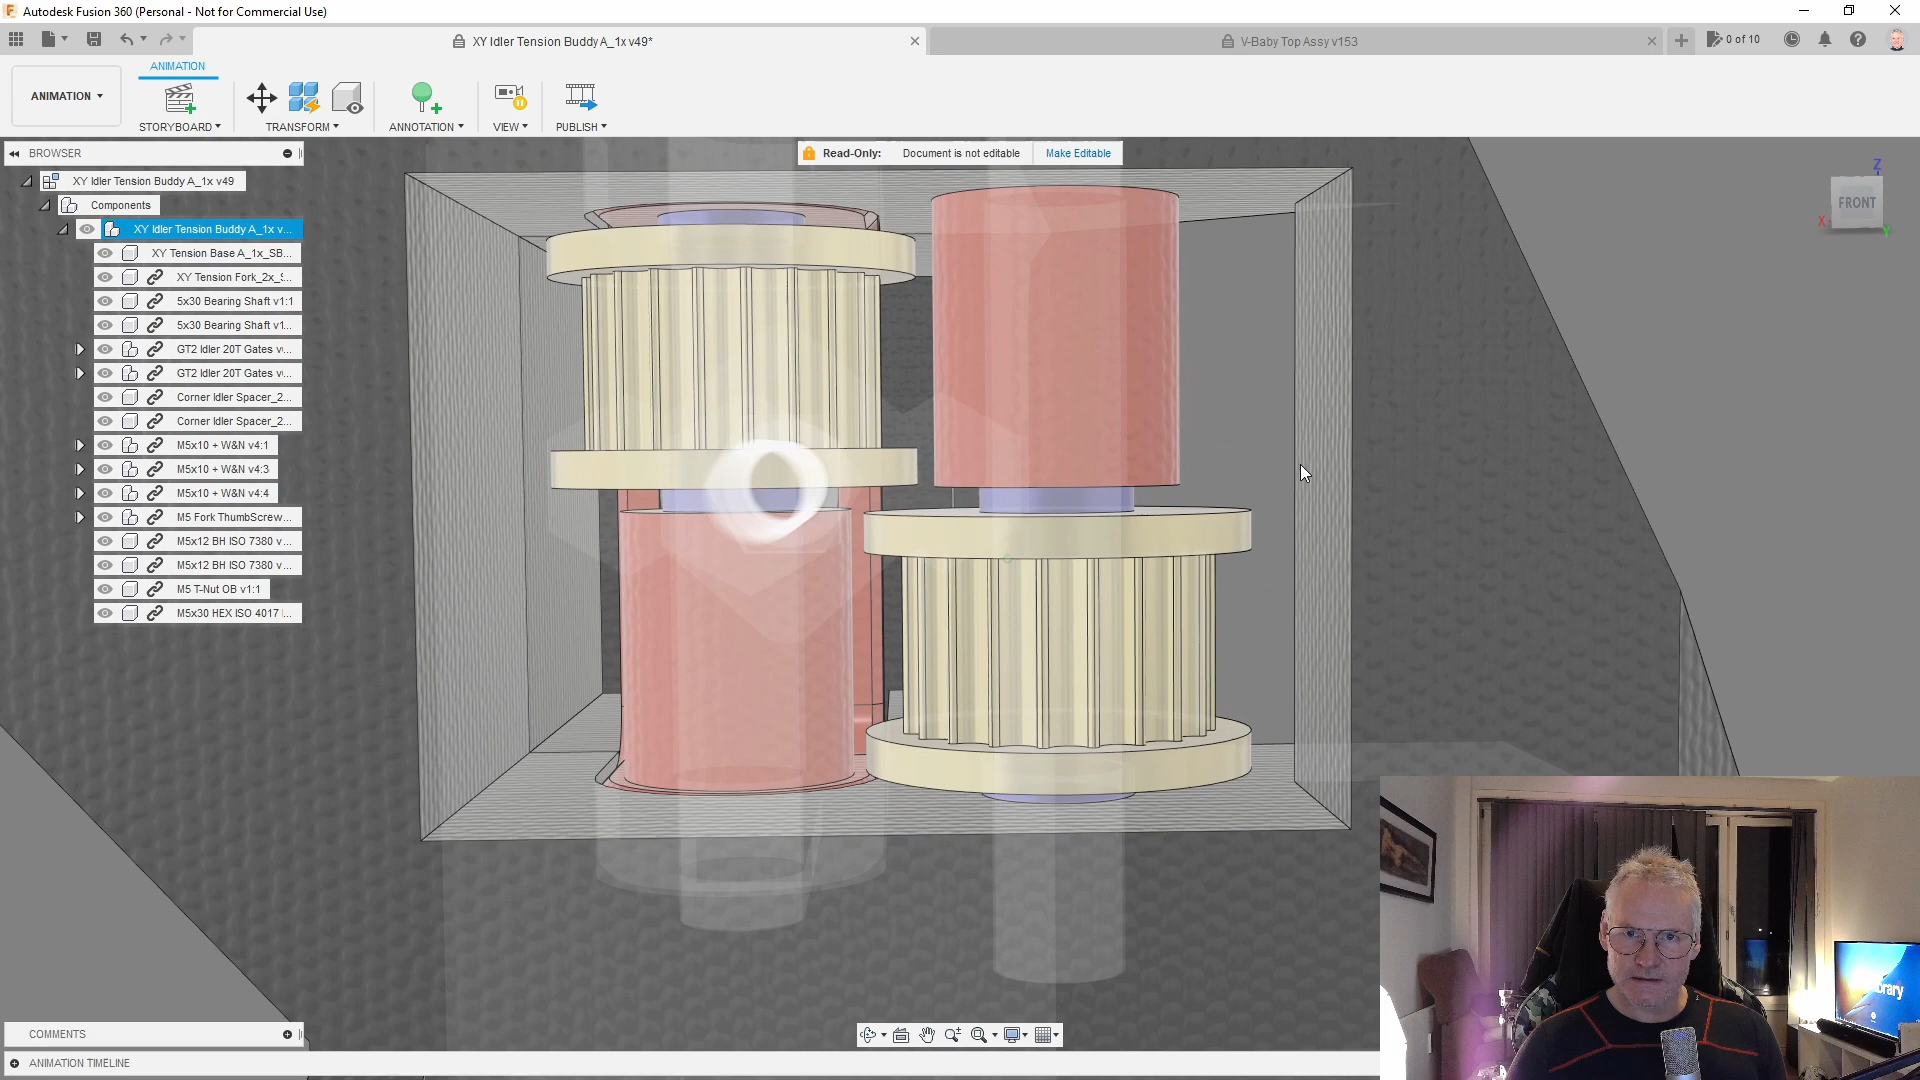 Autodesk Fusion 360 (Personal - Not for Commercial Use)
XY Idler Tension Buddy A_1x v49*
V-Baby Top Assy v153
0 of 10
ANIMATION
ANIMATION
STORYBOARD
TRANSFORM
ANNOTATION
VIEW
PUBLISH
BROWSER
Read-Only: Document is not editable Make Editable
XY Idler Tension Buddy A_1x v49
Components
XY Idler Tension Buddy A_1x v...
XY Tension Base A_1x_SB...
XY Tension Fork_2x_S...
5x30 Bearing Shaft v1:1
5x30 Bearing Shaft v1...
GT2 Idler 20T Gates v...
GT2 Idler 20T Gates v...
Corner Idler Spacer_2...
Corner Idler Spacer_2...
M5x10 + W&N v4:1
M5x10 + W&N v4:3
M5x10 + W&N v4:4
M5 Fork ThumbScrew...
M5x12 BH ISO 7380 v...
M5x12 BH ISO 7380 v...
M5 T-Nut OB v1:1
M5x30 HEX ISO 4017 ...
Z
FRONT
X
Y
COMMENTS
ANIMATION TIMELINE